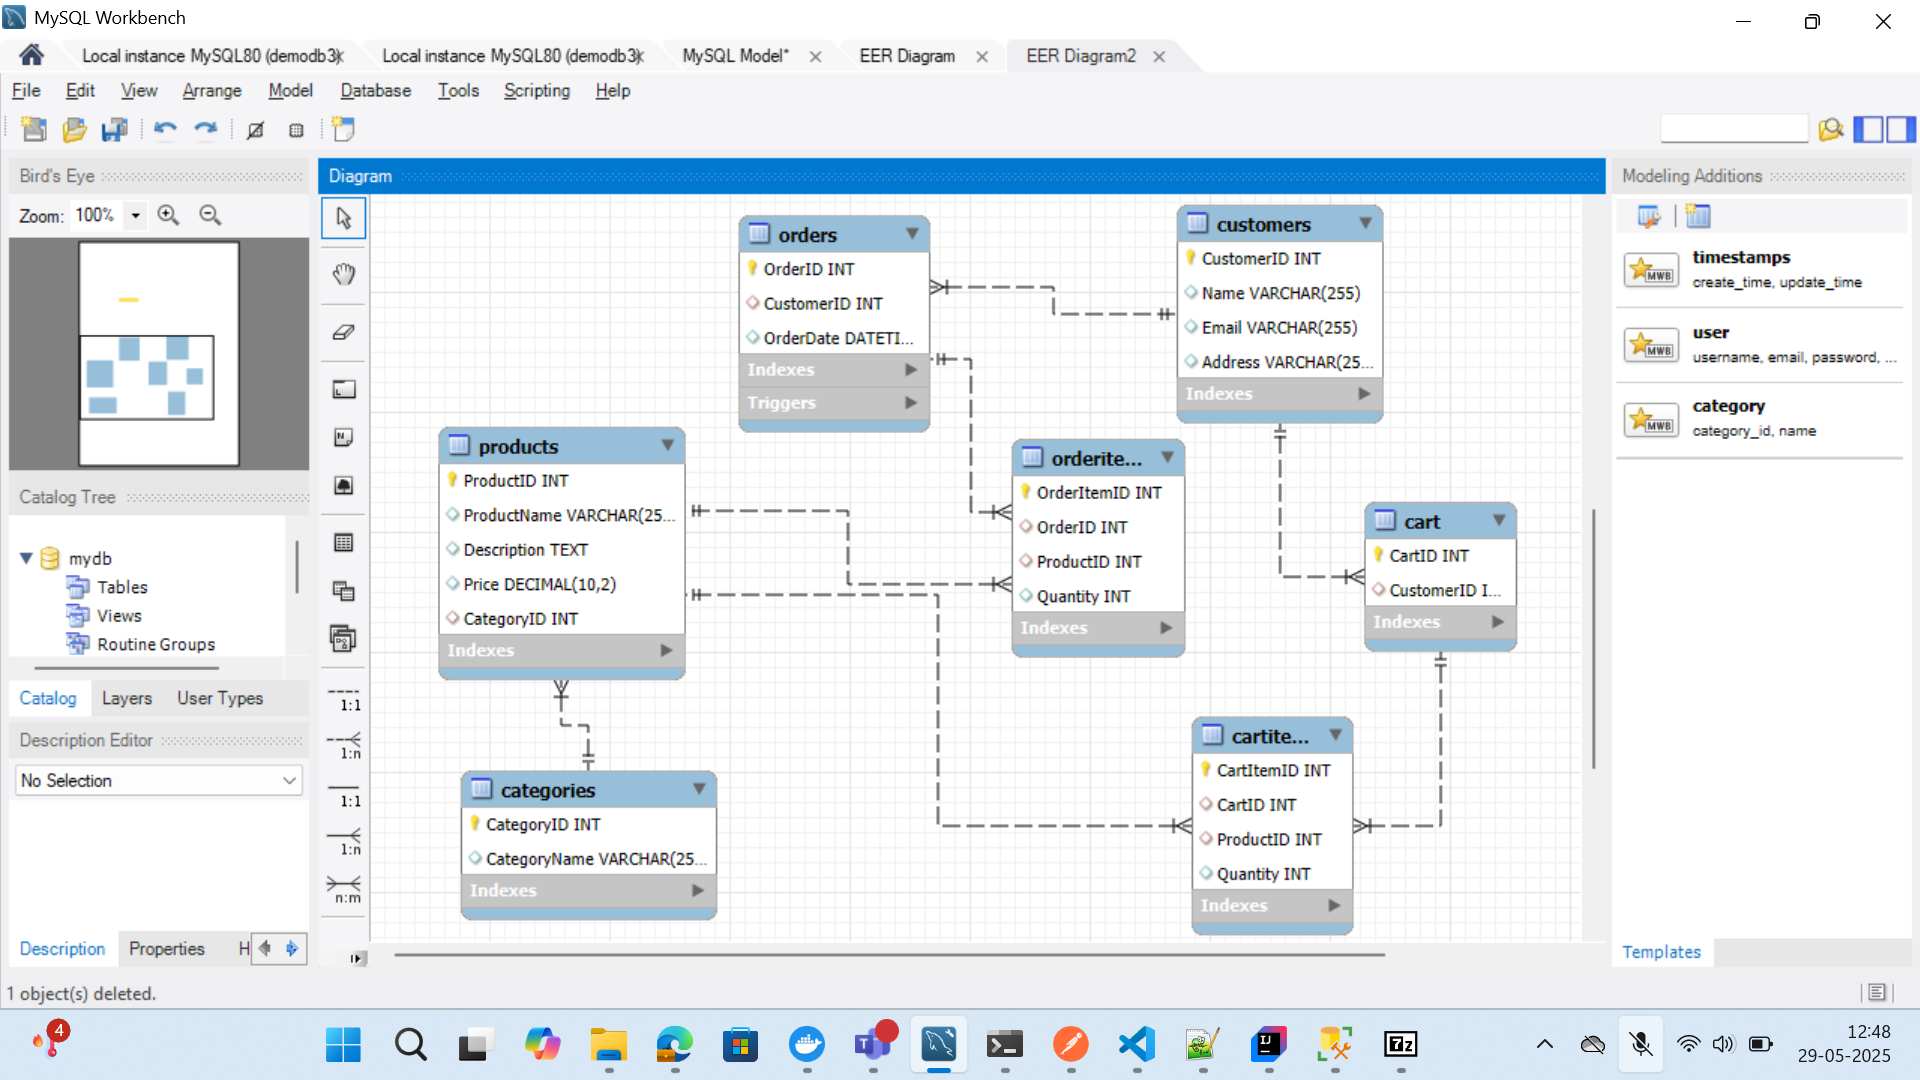 MySQL Workbench
Local instance MySQL80 (demodb3)
Local instance MySQL80 (demodb3)
MySQL Model*
EER Diagram
EER Diagram2
File Edit View Arrange Model Database Tools Scripting Help
Bird's Eye
Zoom: 100%
Diagram
Modeling Additions
timestamps
create_time, update_time
user
username, email, password, ...
category
category_id, name
Templates
Catalog Tree
mydb
Tables
Views
Routine Groups
Catalog Layers User Types
Description Editor
No Selection
Description Properties H
1:1
1:n
1:1
1:n
n:m
orders
OrderID INT
CustomerID INT
OrderDate DATETI...
Indexes
Triggers
customers
CustomerID INT
Name VARCHAR(255)
Email VARCHAR(255)
Address VARCHAR(25...
Indexes
products
ProductID INT
ProductName VARCHAR(25...
Description TEXT
Price DECIMAL(10,2)
CategoryID INT
Indexes
orderite...
OrderItemID INT
OrderID INT
ProductID INT
Quantity INT
Indexes
cart
CartID INT
CustomerID I...
Indexes
categories
CategoryID INT
CategoryName VARCHAR(25...
Indexes
cartite...
CartItemID INT
CartID INT
ProductID INT
Quantity INT
Indexes
1 object(s) deleted.
4
T
IJ
7z
12:48
29-05-2025
MWB
MWB
MWB